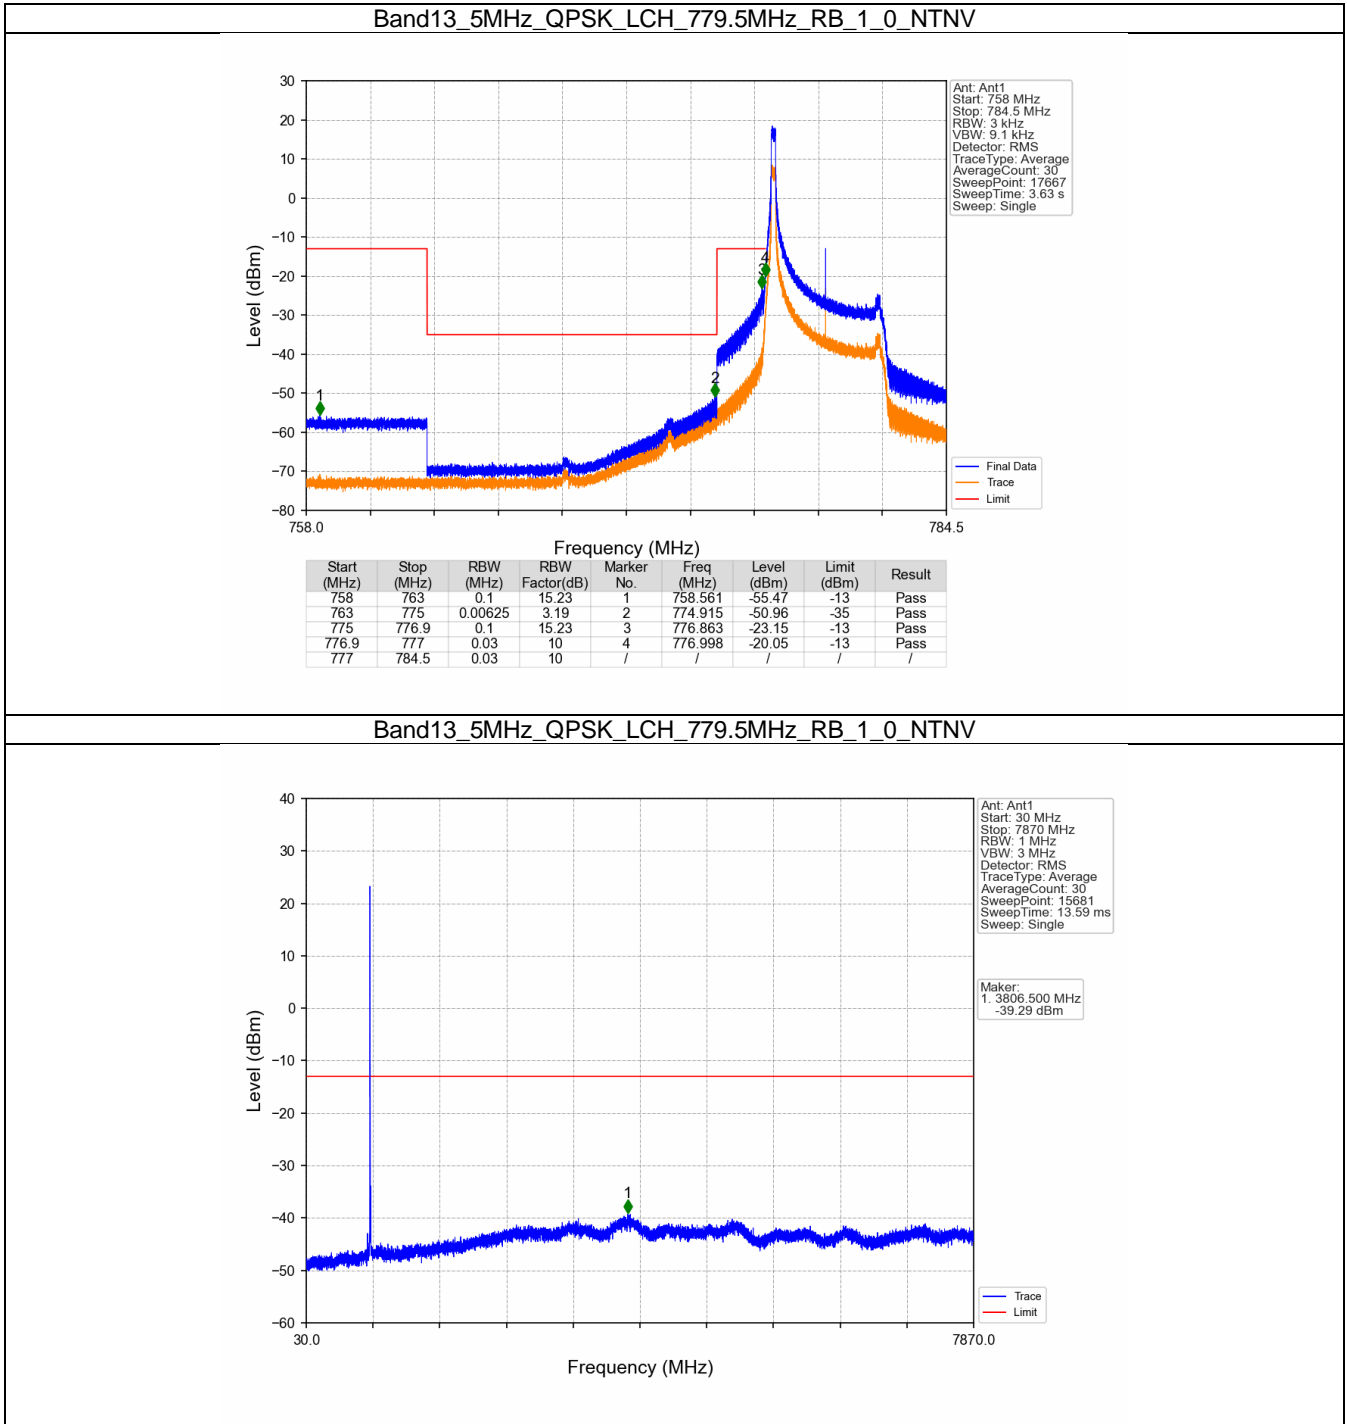 Band13_5MHz_QPSK_LCH_779.5MHz_RB_1_0_NTNV
30
20
10
0
−10
−20
−30
−40
−50
−60
−70
−80
Level (dBm)
1
2
3
4
758.0
784.5
Frequency (MHz)
Ant: Ant1
Start: 758 MHz
Stop: 784.5 MHz
RBW: 3 kHz
VBW: 9.1 kHz
Detector: RMS
TraceType: Average
AverageCount: 30
SweepPoint: 17667
SweepTime: 3.63 s
Sweep: Single
Final Data
Trace
Limit
Start (MHz) Stop (MHz) RBW (MHz) RBW Factor(dB) Marker No. Freq (MHz) Level (dBm) Limit (dBm) Result
758 763 0.1 15.23 1 758.561 -55.47 -13 Pass
763 775 0.00625 3.19 2 774.915 -50.96 -35 Pass
775 776.9 0.1 15.23 3 776.863 -23.15 -13 Pass
776.9 777 0.03 10 4 776.998 -20.05 -13 Pass
777 784.5 0.03 10 / / / / /
Band13_5MHz_QPSK_LCH_779.5MHz_RB_1_0_NTNV
40
30
20
10
0
−10
−20
−30
−40
−50
−60
Level (dBm)
1
30.0
7870.0
Frequency (MHz)
Ant: Ant1
Start: 30 MHz
Stop: 7870 MHz
RBW: 1 MHz
VBW: 3 MHz
Detector: RMS
TraceType: Average
AverageCount: 30
SweepPoint: 15681
SweepTime: 13.59 ms
Sweep: Single
Maker:
1. 3806.500 MHz
-39.29 dBm
Trace
Limit